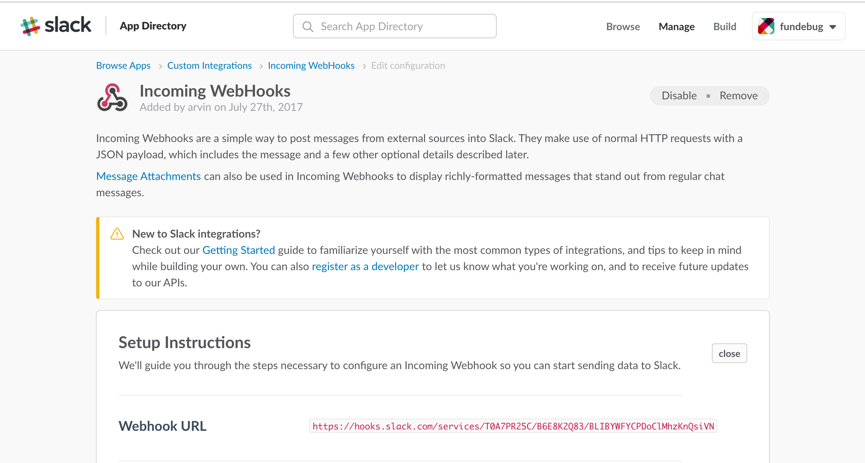 slack App Directory Search App Directory Browse Manage Build fundebug
Browse Apps > Custom Integrations > Incoming WebHooks > Edit configuration
Incoming WebHooks
Added by arvin on July 27th, 2017
Disable • Remove
Incoming Webhooks are a simple way to post messages from external sources into Slack. They make use of normal HTTP requests with a
JSON payload, which includes the message and a few other optional details described later.
Message Attachments can also be used in Incoming Webhooks to display richly-formatted messages that stand out from regular chat
messages.
New to Slack integrations?
Check out our Getting Started guide to familiarize yourself with the most common types of integrations, and tips to keep in mind
while building your own. You can also register as a developer to let us know what you're working on, and to receive future updates
to our APIs.
Setup Instructions
close
We'll guide you through the steps necessary to configure an Incoming Webhook so you can start sending data to Slack.
Webhook URL https://hooks.slack.com/services/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